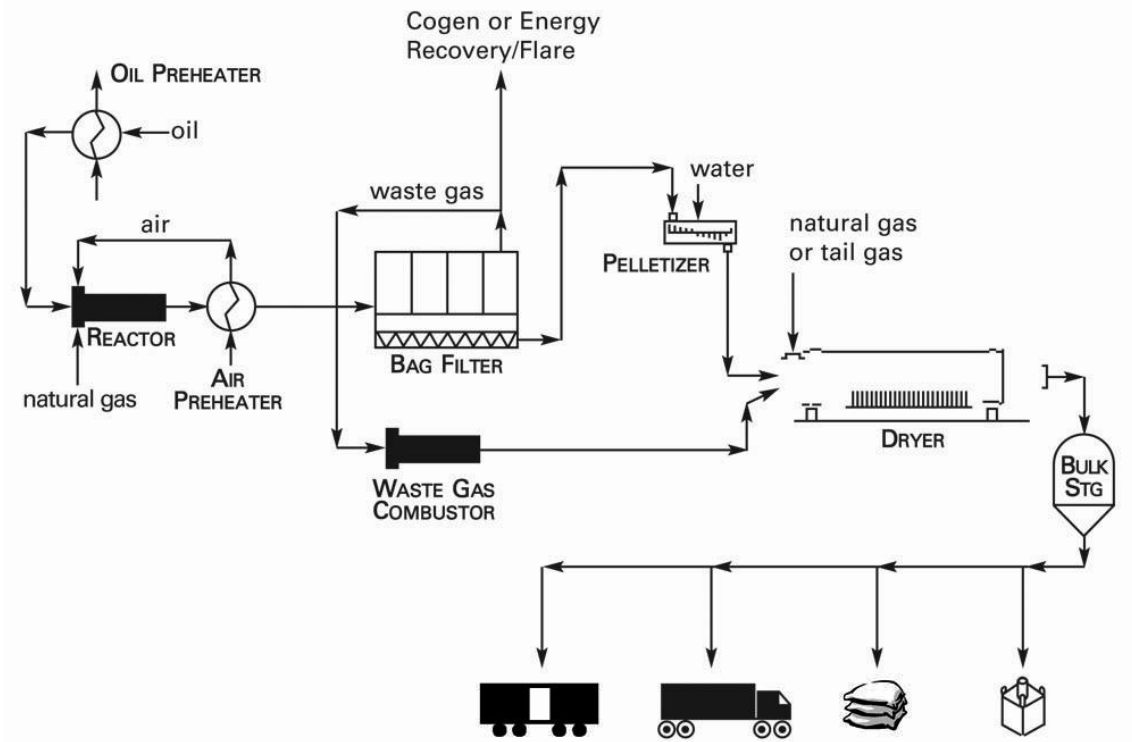 Cogen or Energy
Recovery/Flare
OIL PREHEATER
oil
waste gas
water
air
natural gas
or tail gas
PELLETIZER
REACTOR
BAG FILTER
AIR
PREHEATER
natural gas
DRYER
BULK
STG
WASTE GAS
COMBUSTOR